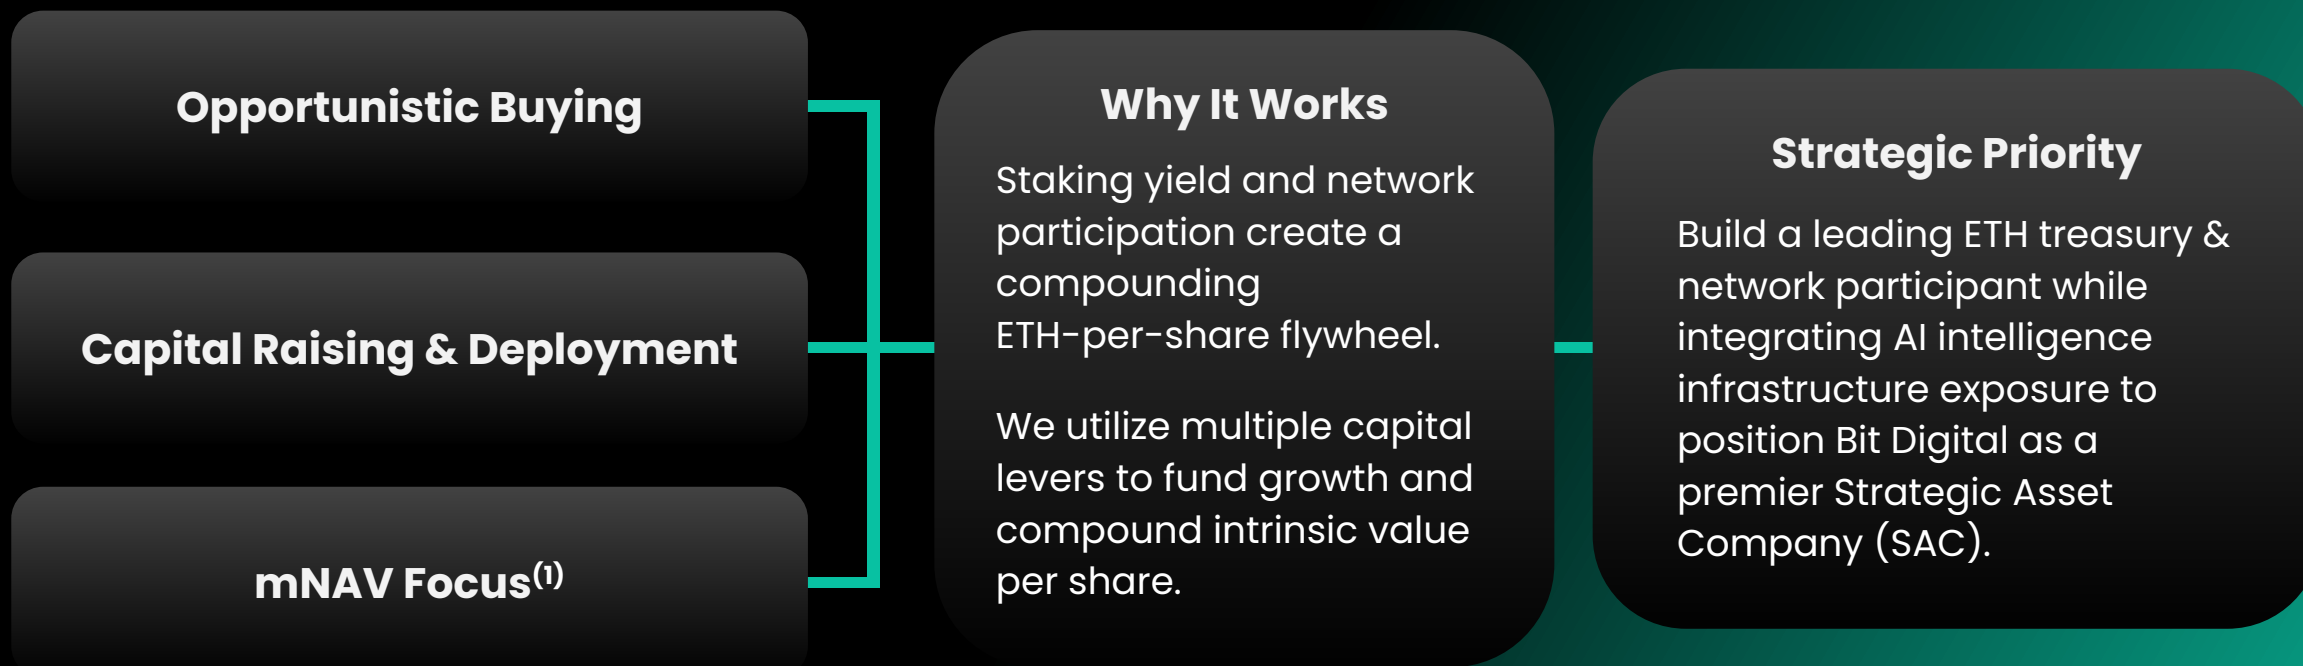 Opportunistic Buying
Capital Raising & Deployment
mNAV Focus⁽¹⁾
Why It Works
Staking yield and network
participation create a
compounding
ETH-per-share flywheel.
We utilize multiple capital
levers to fund growth and
compound intrinsic value
per share.
Strategic Priority
Build a leading ETH treasury &
network participant while
integrating AI intelligence
infrastructure exposure to
position Bit Digital as a
premier Strategic Asset
Company (SAC).